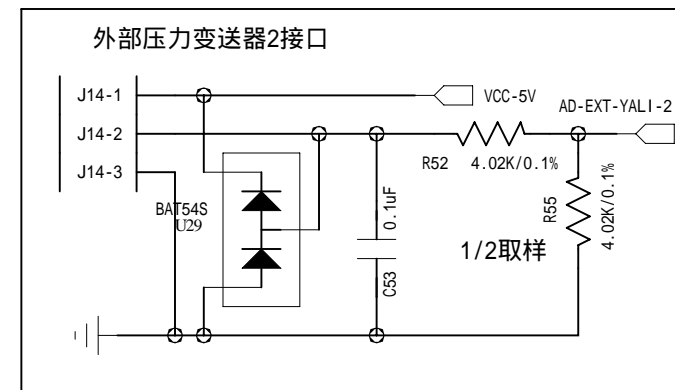 外部压力变送器2接口
J14-1
VCC-5V
AD-EXT-YALI-2
J14-2
R52 4.02K/0.1%
J14-3
BAT54S
U29
0.1uF
C53
1/2取样
R55
4.02K/0.1%